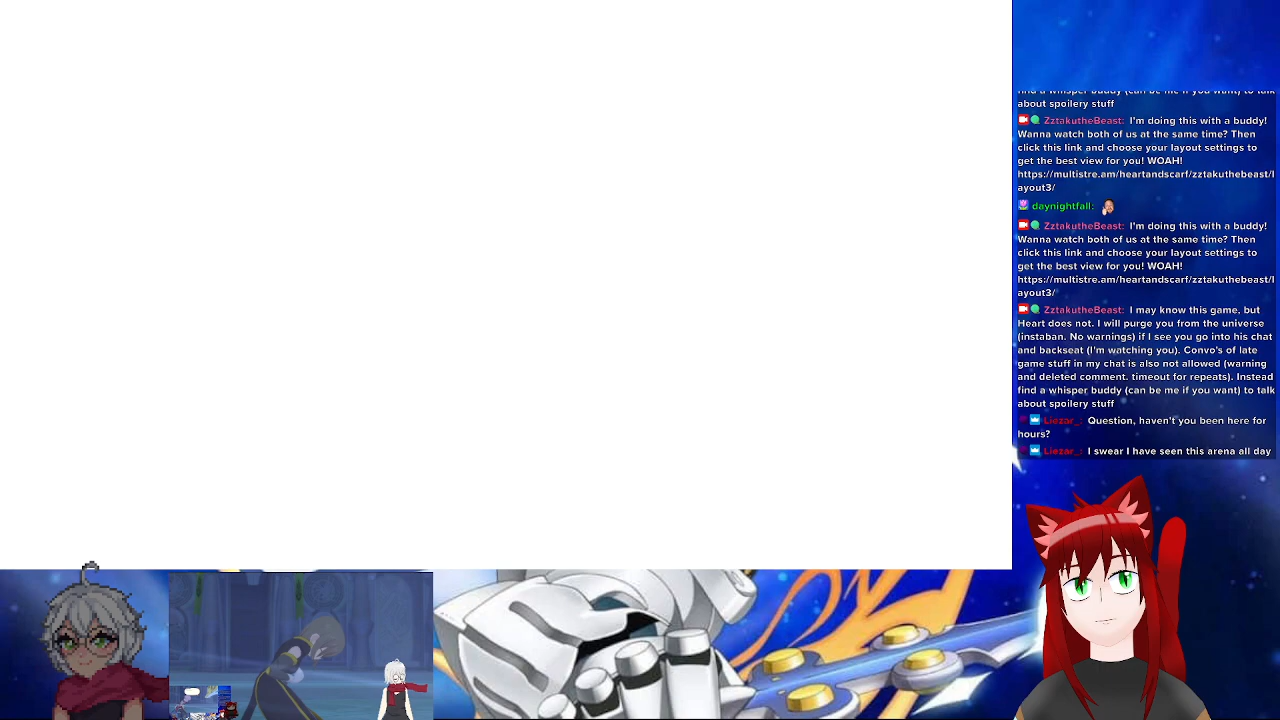 find a whisper buddy (can be me if you want) to talk
about spoilery stuff
ZztakutheBeast: I'm doing this with a buddy!
Wanna watch both of us at the same time? Then
click this link and choose your layout settings to
get the best view for you! WOAH!
https://multistre.am/heartandscarf/zztakuthebeast/l
ayout3/
daynightfall:
ZztakutheBeast: I'm doing this with a buddy!
Wanna watch both of us at the same time? Then
click this link and choose your layout settings to
get the best view for you! WOAH!
https://multistre.am/heartandscarf/zztakuthebeast/l
ayout3/
ZztakutheBeast: I may know this game, but
Heart does not. I will purge you from the universe
(instaban. No warnings) if I see you go into his chat
and backseat (I'm watching you). Convo's of late
game stuff in my chat is also not allowed (warning
and deleted comment. timeout for repeats). Instead
find a whisper buddy (can be me if you want) to talk
about spoilery stuff
Liezar_: Question, haven't you been here for
hours?
Liezar_: I swear I have seen this arena all day